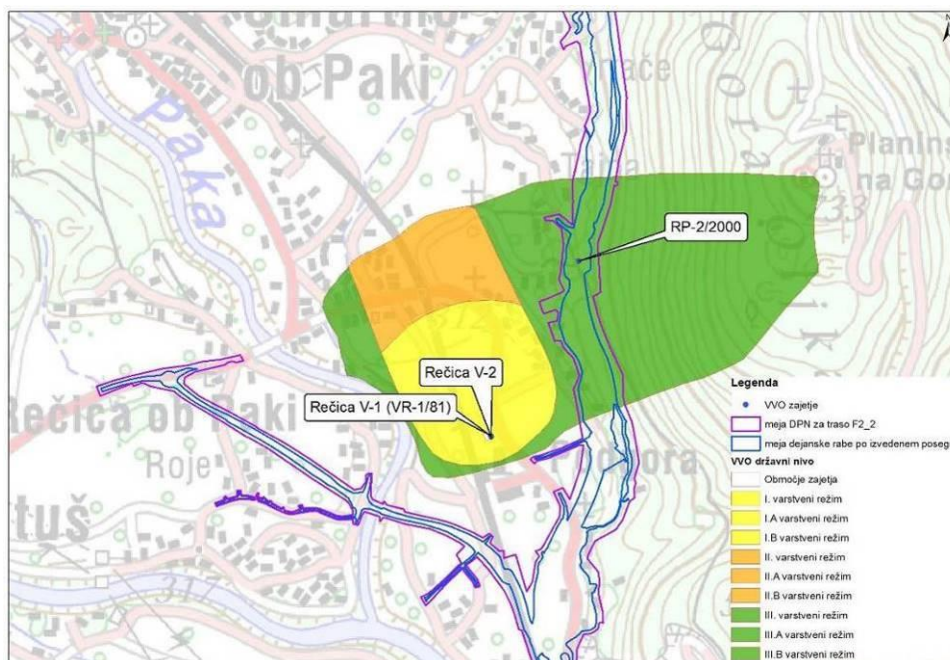 Šmartno
ob Paki
Paka
Planins
na Go
RP-2/2000
Rečica V-2
Rečica V-1 (VR-1/81)
Rečica ob Paki
Roje
Legenda
VVO zajetje
meja DPN za traso F2_2
meja dejanske rabe po izvedenem poseg
VVO državni nivo
Območje zajetja
I. varstveni režim
I.A varstveni režim
I.B varstveni režim
II. varstveni režim
II.A varstveni režim
II.B varstveni režim
III. varstveni režim
III.A varstveni režim
III.B varstveni režim